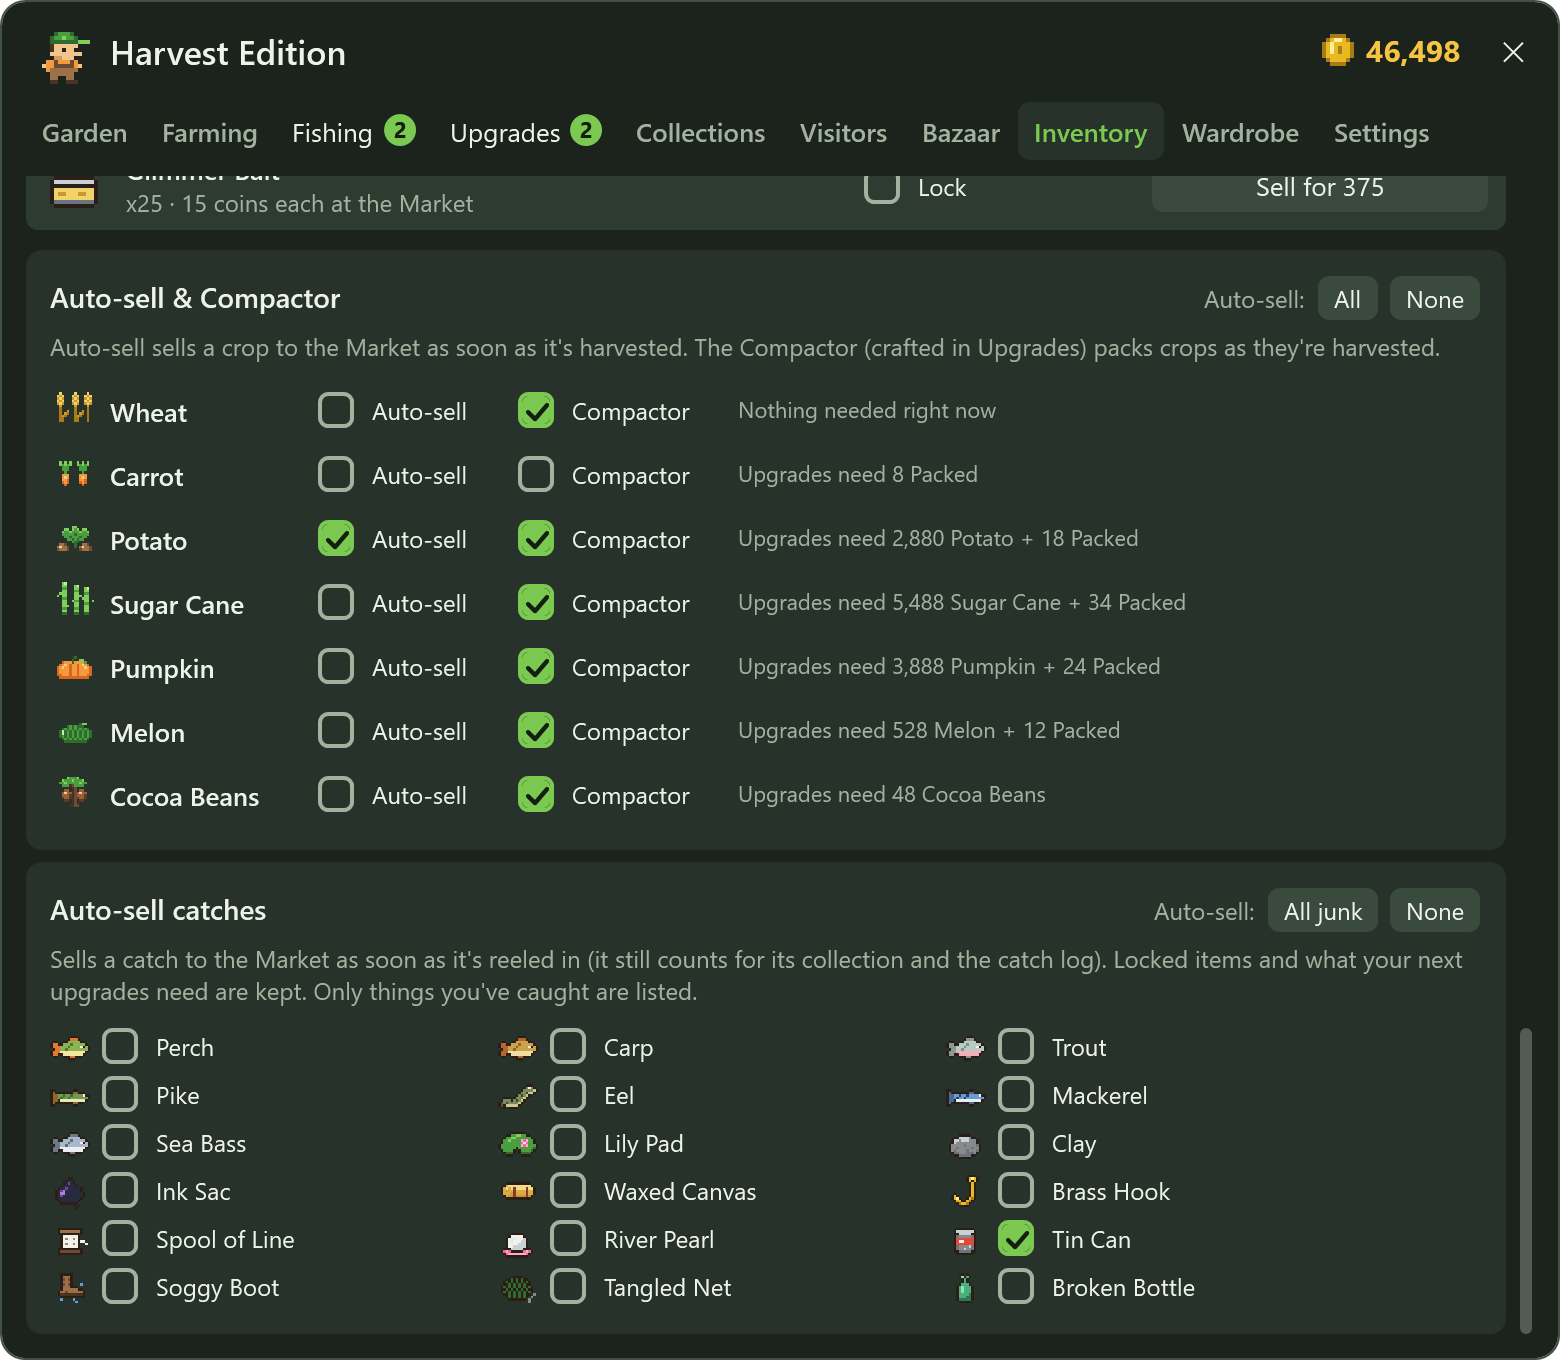 Harvest Edition
46,498
Garden Farming Fishing 2 Upgrades 2 Collections Visitors Bazaar Inventory Wardrobe Settings
Glimmer Bait
x25 · 15 coins each at the Market
Lock
Sell for 375
Auto-sell & Compactor
Auto-sell: All None
Auto-sell sells a crop to the Market as soon as it's harvested. The Compactor (crafted in Upgrades) packs crops as they're harvested.
Wheat Auto-sell Compactor Nothing needed right now
Carrot Auto-sell Compactor Upgrades need 8 Packed
Potato Auto-sell Compactor Upgrades need 2,880 Potato + 18 Packed
Sugar Cane Auto-sell Compactor Upgrades need 5,488 Sugar Cane + 34 Packed
Pumpkin Auto-sell Compactor Upgrades need 3,888 Pumpkin + 24 Packed
Melon Auto-sell Compactor Upgrades need 528 Melon + 12 Packed
Cocoa Beans Auto-sell Compactor Upgrades need 48 Cocoa Beans
Auto-sell catches
Auto-sell: All junk None
Sells a catch to the Market as soon as it's reeled in (it still counts for its collection and the catch log). Locked items and what your next
upgrades need are kept. Only things you've caught are listed.
Perch Carp Trout
Pike Eel Mackerel
Sea Bass Lily Pad Clay
Ink Sac Waxed Canvas Brass Hook
Spool of Line River Pearl Tin Can
Soggy Boot Tangled Net Broken Bottle